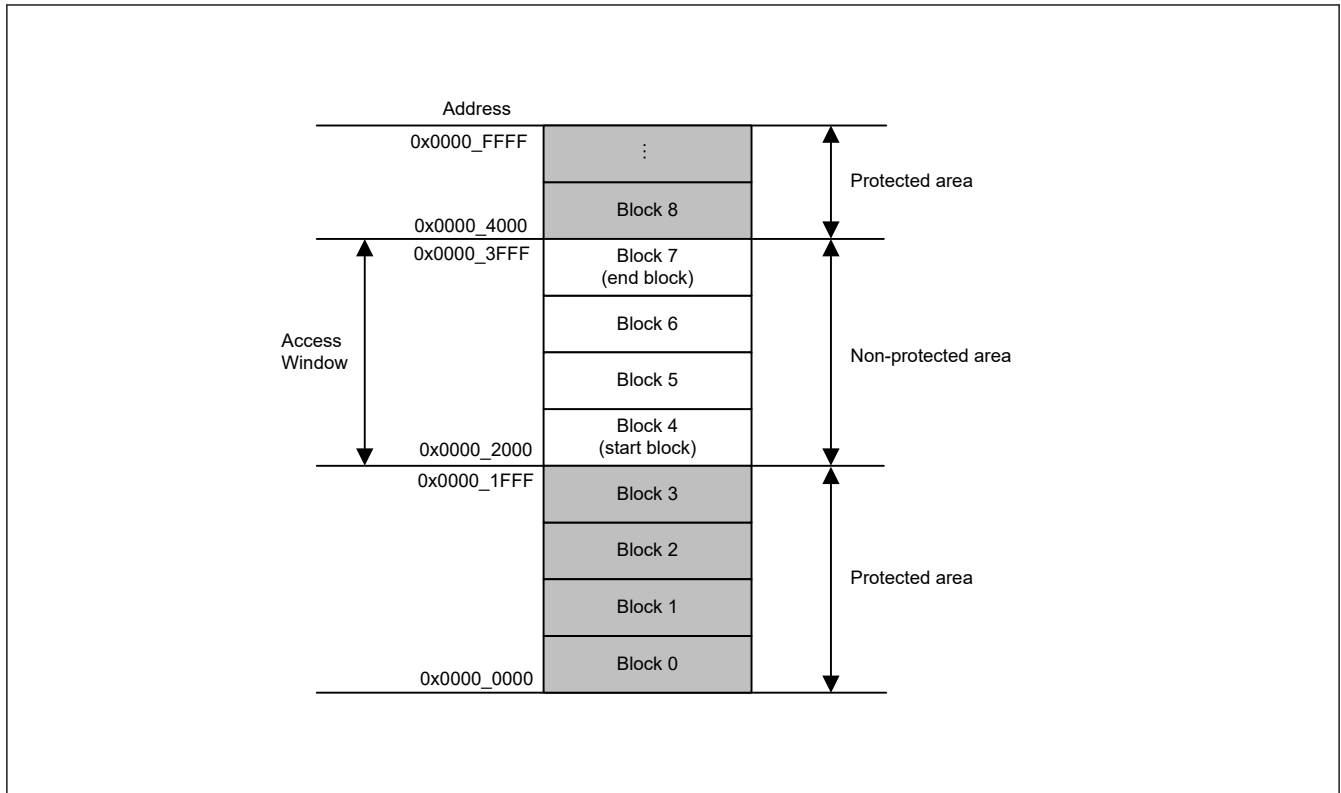 Address
0x0000_FFFF
⋮
Protected area
Block 8
0x0000_4000
0x0000_3FFF
Block 7
(end block)
Block 6
Access
Window
Non-protected area
Block 5
Block 4
(start block)
0x0000_2000
0x0000_1FFF
Block 3
Block 2
Protected area
Block 1
Block 0
0x0000_0000